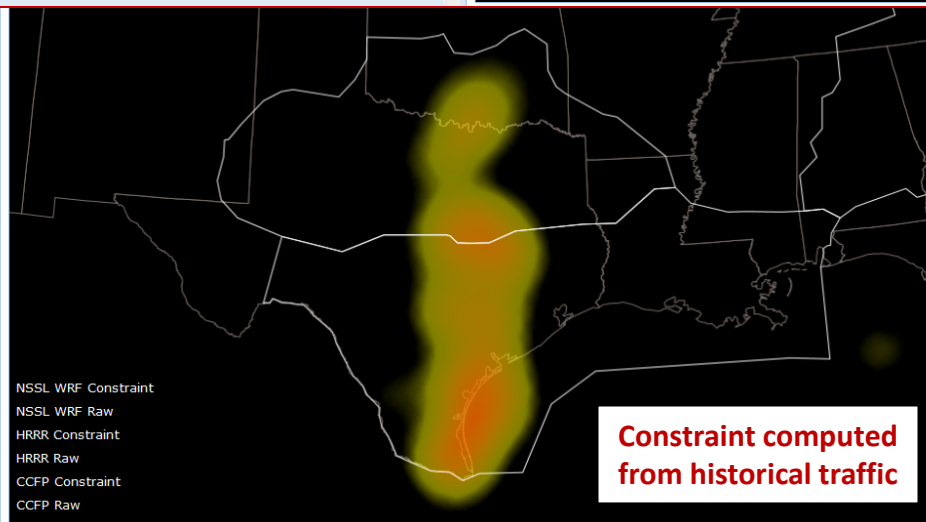 NSSL WRF Constraint
NSSL WRF Raw
HRRR Constraint
HRRR Raw
CCFP Constraint
CCFP Raw
Constraint computed
from historical traffic